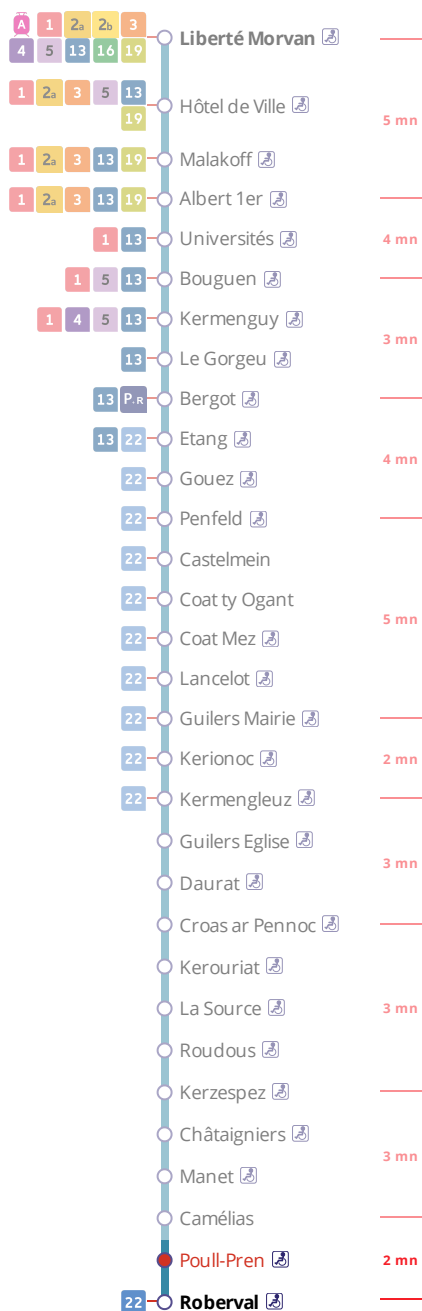 A 1 2a 2b 3
4 5 13 16 19 Liberté Morvan
1 2a 3 5 13 Hôtel de Ville
19
5 mn
1 2a 3 13 19 Malakoff
1 2a 3 13 19 Albert 1er
1 13 Universités 4 mn
1 5 13 Bouguen
1 4 5 13 Kermenguy
3 mn
13 Le Gorgeu
13 P+R Bergot
13 22 Etang
4 mn
22 Gouez
22 Penfeld
22 Castelmein
22 Coat ty Ogant
5 mn
22 Coat Mez
22 Lancelot
22 Guilers Mairie
22 Kerionoc 2 mn
22 Kermengleuz
Guilers Eglise
3 mn
Daurat
Croas ar Pennoc
Kerouriat
La Source 3 mn
Roudous
Kerzespez
Châtaigniers
3 mn
Manet
Camélias
Poull-Pren 2 mn
22 Roberval